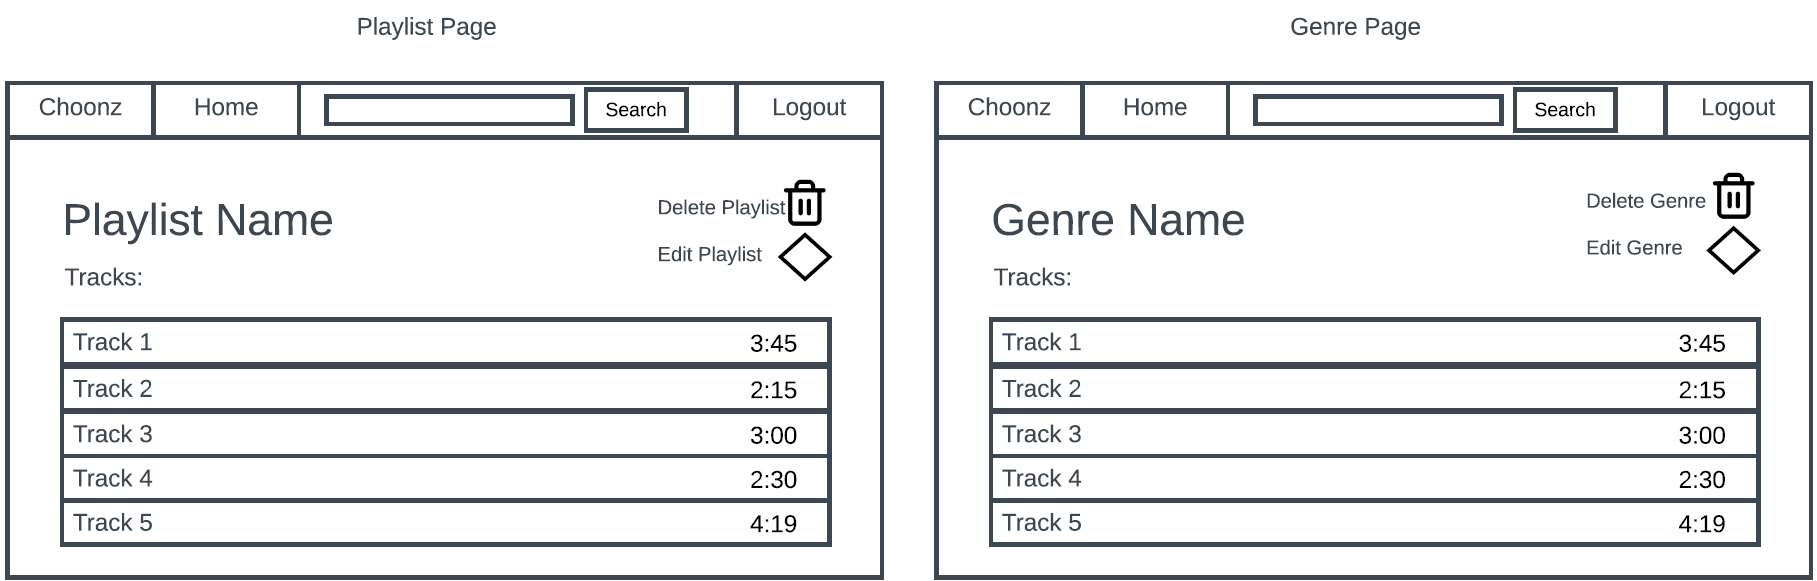 Playlist Page
Choonz Home Search Logout
Playlist Name
Delete Playlist
Edit Playlist
Tracks:
Track 1 3:45
Track 2 2:15
Track 3 3:00
Track 4 2:30
Track 5 4:19
Genre Page
Choonz Home Search Logout
Genre Name
Delete Genre
Edit Genre
Tracks:
Track 1 3:45
Track 2 2:15
Track 3 3:00
Track 4 2:30
Track 5 4:19